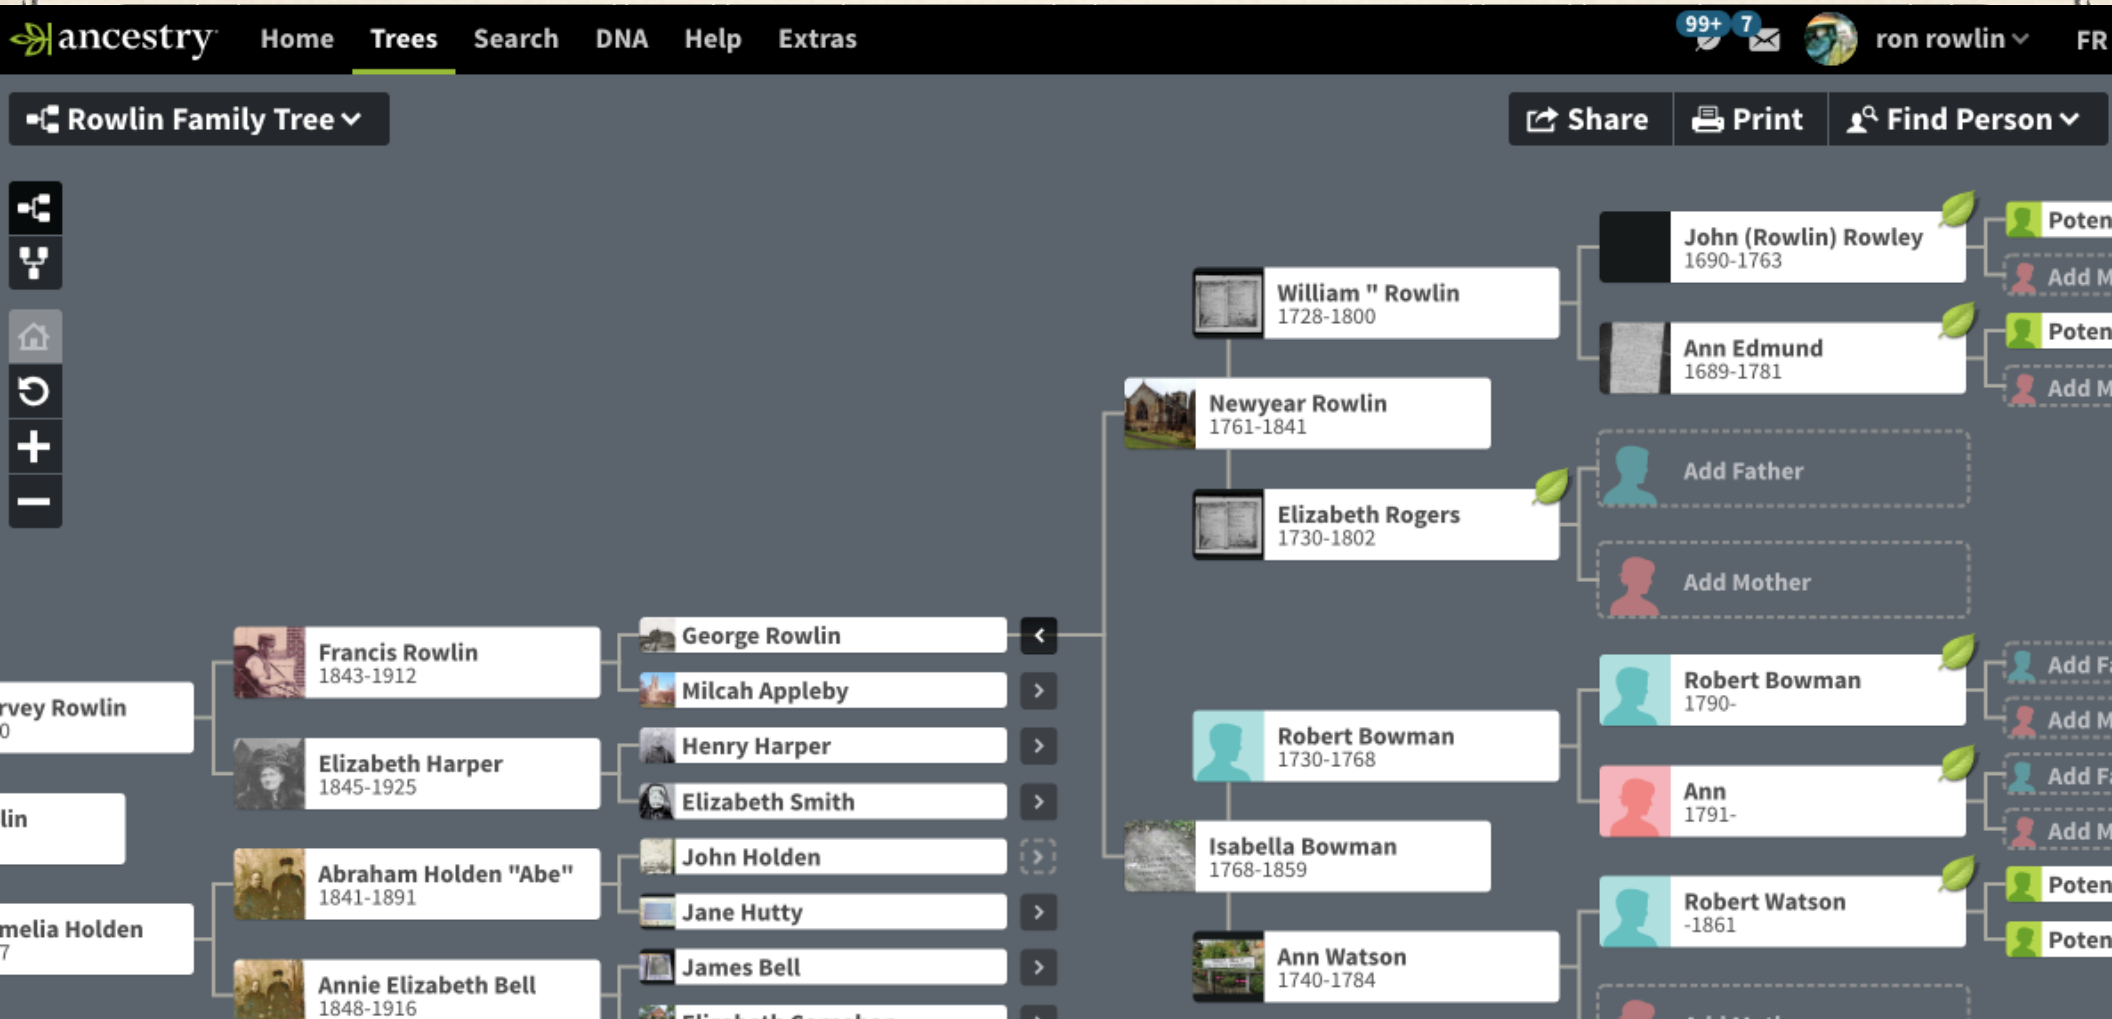 ancestry Home Trees Search DNA Help Extras 99+ 7 ron rowlin FR
Rowlin Family Tree Share Print Find Person
John (Rowlin) Rowley
1690-1763
Poten
Add M
William " Rowlin
1728-1800
Ann Edmund
1689-1781
Poten
Add M
Newyear Rowlin
1761-1841
Add Father
Elizabeth Rogers
1730-1802
Add Mother
George Rowlin
Francis Rowlin
1843-1912
Milcah Appleby
rvey Rowlin
0
Henry Harper
Elizabeth Harper
1845-1925
Elizabeth Smith
lin
John Holden
Abraham Holden "Abe"
1841-1891
Jane Hutty
melia Holden
7
James Bell
Annie Elizabeth Bell
1848-1916
Robert Bowman
1790-
Add Fa
Add M
Robert Bowman
1730-1768
Ann
1791-
Add Fa
Add M
Isabella Bowman
1768-1859
Robert Watson
-1861
Poten
Poten
Ann Watson
1740-1784